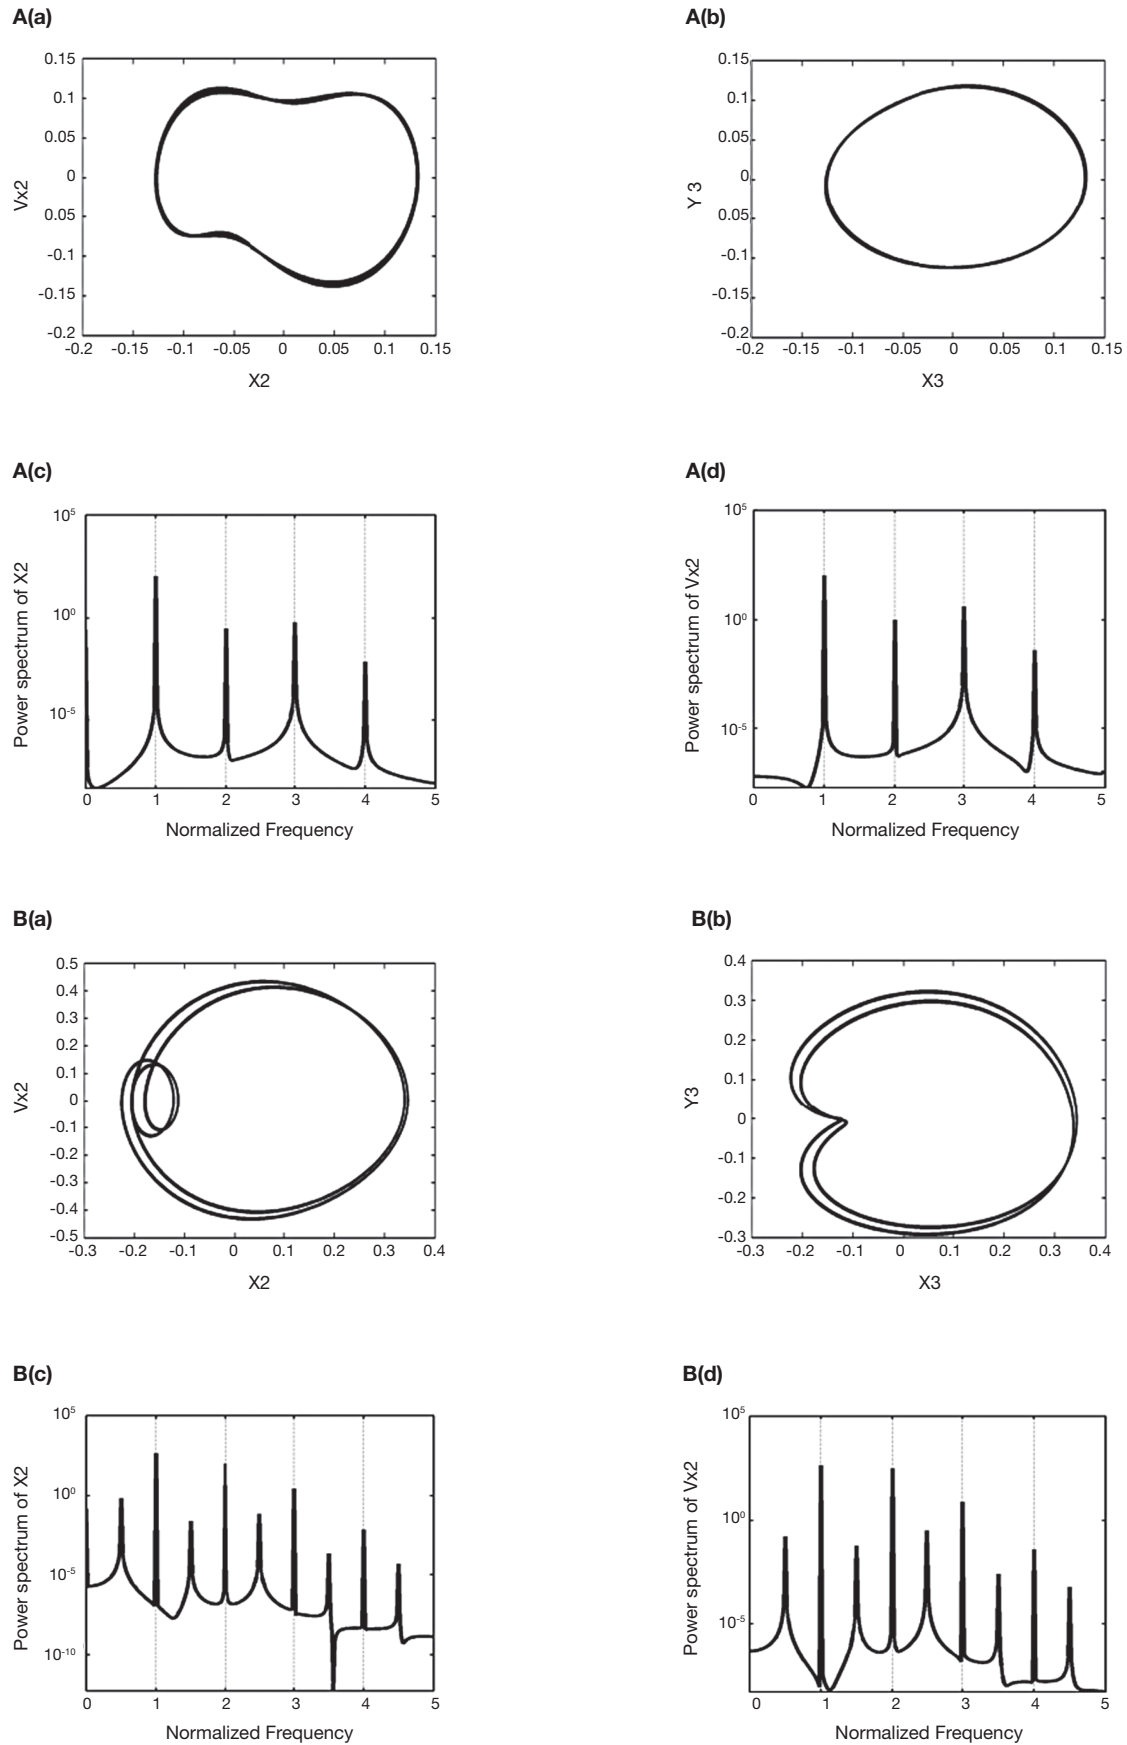 A(a)
0.15
0.1
0.05
0
0.05
-0.1
-0.15
-0.2
Vx2
-0.2 -0.15 -0.1 -0.05 0 0.05 0.1 0.15
X2
A(b)
0.15
0.1
0.05
0
0.05
-0.1
-0.15
-0.2
Y 3
-0.2 -0.15 -0.1 -0.05 0 0.05 0.1 0.15
X3
A(c)
10⁵
10⁰
10⁻⁵
Power spectrum of X2
0 1 2 3 4 5
Normalized Frequency
A(d)
10⁵
10⁰
10⁻⁵
Power spectrum of Vx2
0 1 2 3 4 5
Normalized Frequency
B(a)
0.5
0.4
0.3
0.2
0.1
0
-0.1
-0.2
-0.3
-0.4
-0.5
Vx2
-0.3 -0.2 -0.1 0 0.1 0.2 0.3 0.4
X2
B(b)
0.4
0.3
0.2
0.1
0
-0.1
-0.2
-0.3
Y3
-0.3 -0.2 -0.1 0 0.1 0.2 0.3 0.4
X3
B(c)
10⁵
10⁰
10⁻⁵
10⁻¹⁰
Power spectrum of X2
0 1 2 3 4 5
Normalized Frequency
B(d)
10⁵
10⁰
10⁻⁵
Power spectrum of Vx2
0 1 2 3 4 5
Normalized Frequency